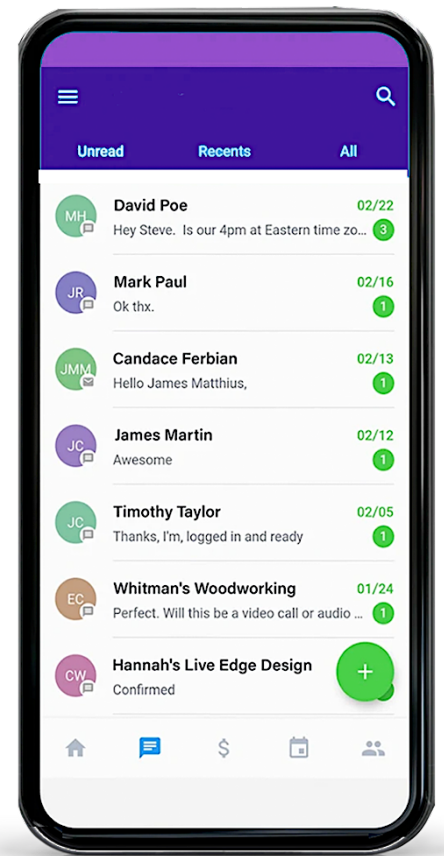 Unread Recents All
David Poe 02/22
MH
Hey Steve. Is our 4pm at Eastern time zo... 3
Mark Paul 02/16
JR
Ok thx. 1
Candace Ferbian 02/13
JMM
Hello James Matthius, 1
James Martin 02/12
JC
Awesome 1
Timothy Taylor 02/05
JC
Thanks, I'm, logged in and ready 1
Whitman's Woodworking 01/24
EC
Perfect. Will this be a video call or audio ... 1
Hannah's Live Edge Design
CW +
Confirmed
$